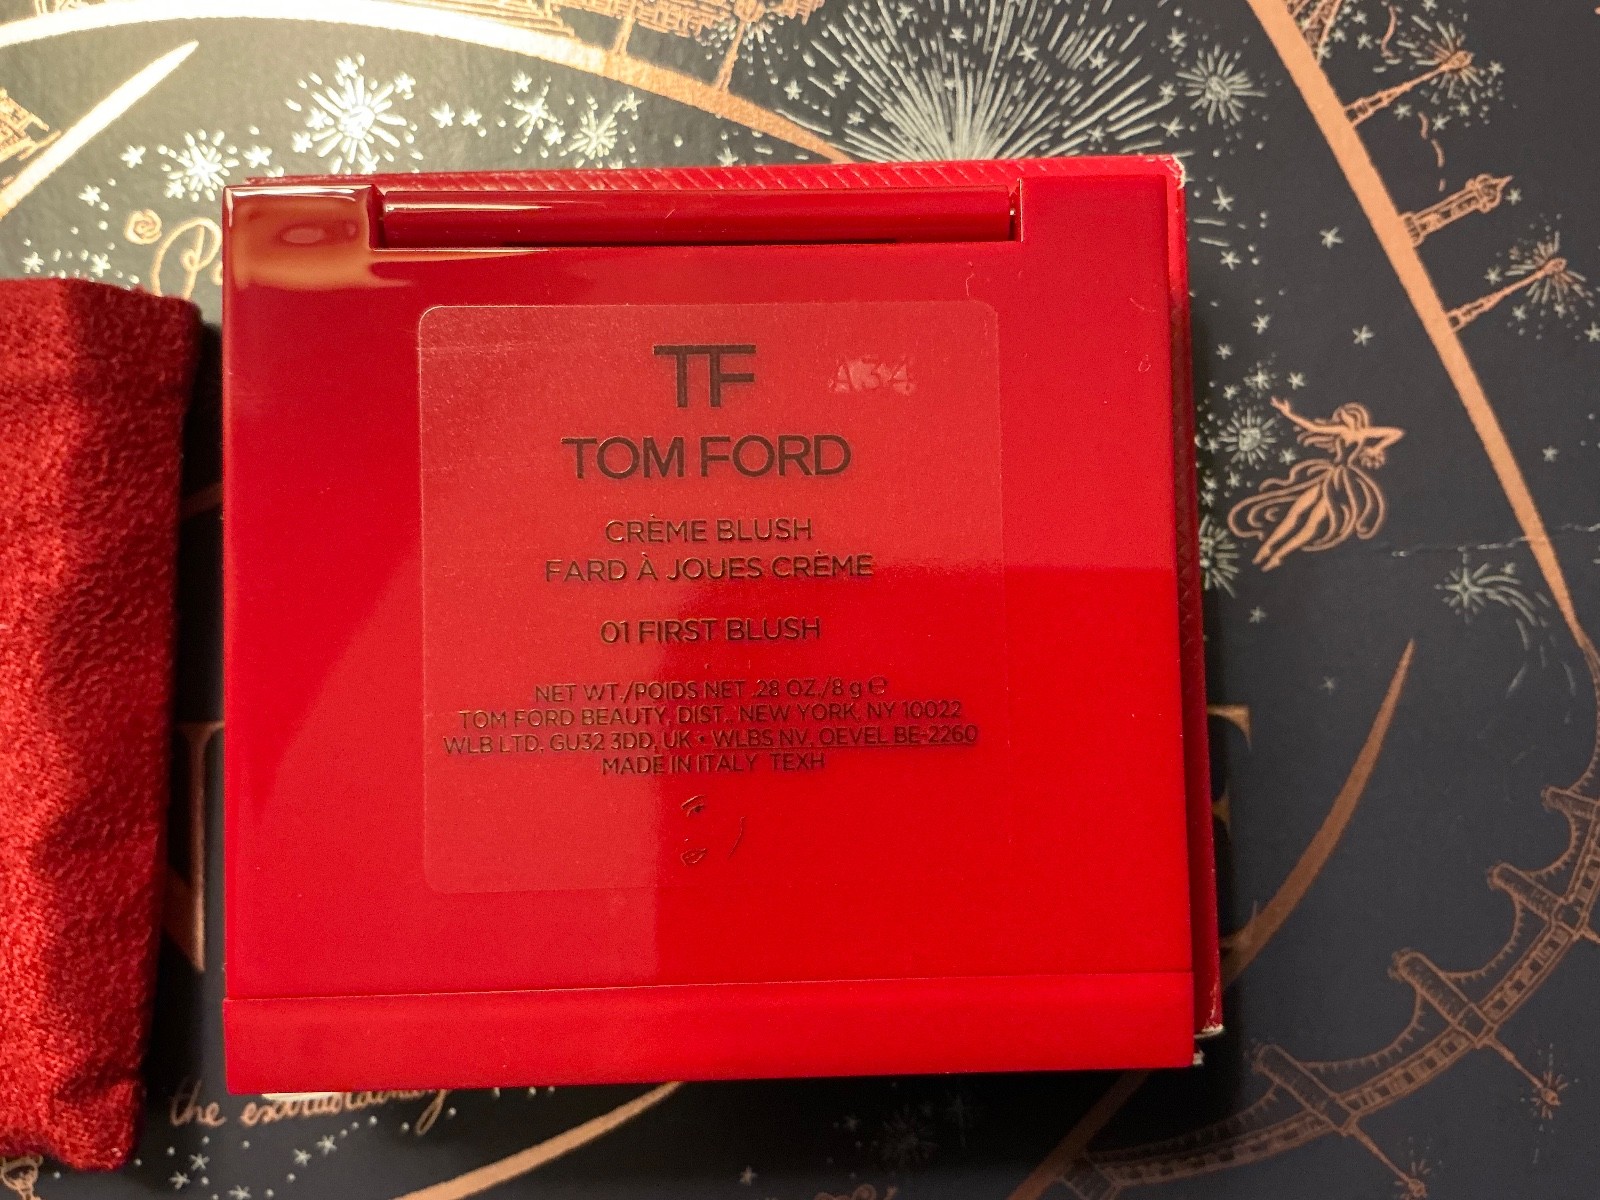 TF
A34
TOM FORD
CRÈME BLUSH
FARD À JOUES CRÈME
01 FIRST BLUSH
NET WT./POIDS NET .28 OZ./8 g ℮
TOM FORD BEAUTY, DIST., NEW YORK, NY 10022
WLB LTD, GU32 3DD, UK • WLBS NV, OEVEL BE-2260
MADE IN ITALY TEXH
the extraordinary